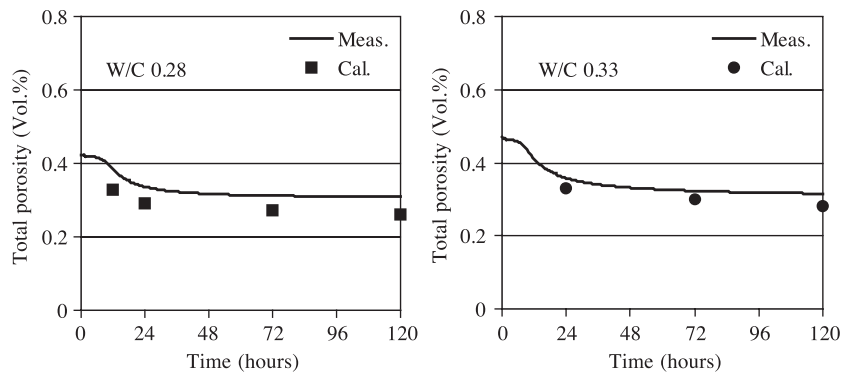 0.8
Meas.
W/C 0.28
Cal.
0.6
0.4
0.2
0
Total porosity (Vol.%)
0 24 48 72 96 120
Time (hours)
0.8
Meas.
W/C 0.33
Cal.
0.6
0.4
0.2
0
Total porosity (Vol.%)
0 24 48 72 96 120
Time (hours)